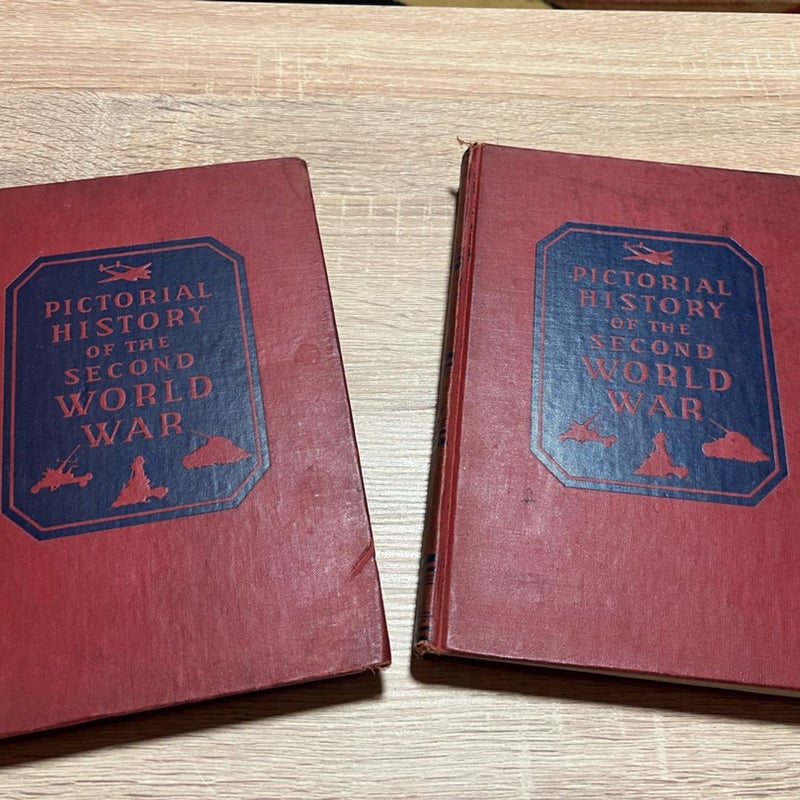 PICTORIAL
HISTORY
OF THE
SECOND
WORLD
WAR
PICTORIAL
HISTORY
OF THE
SECOND
WORLD
WAR